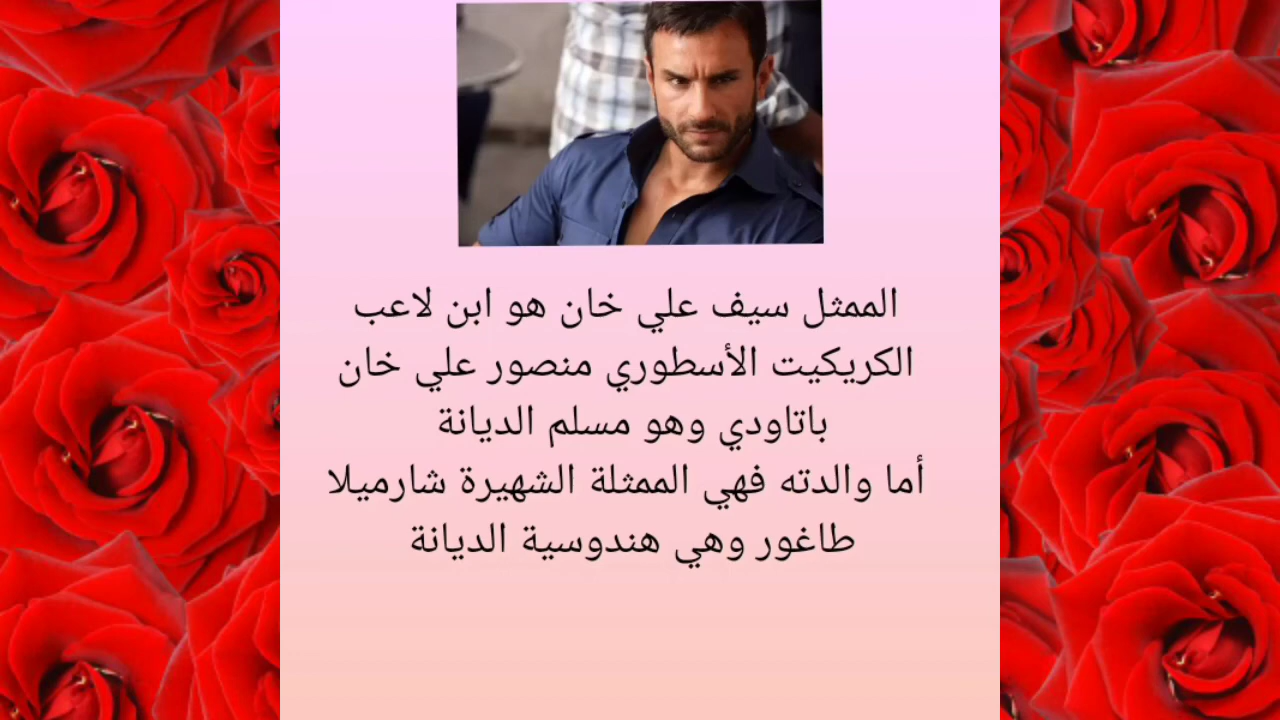 الممثل سيف علي خان هو ابن لاعب
الكريكيت الأسطوري منصور علي خان
باتاودي وهو مسلم الديانة
أما والدته فهي الممثلة الشهيرة شارميلا
طاغور وهي هندوسية الديانة